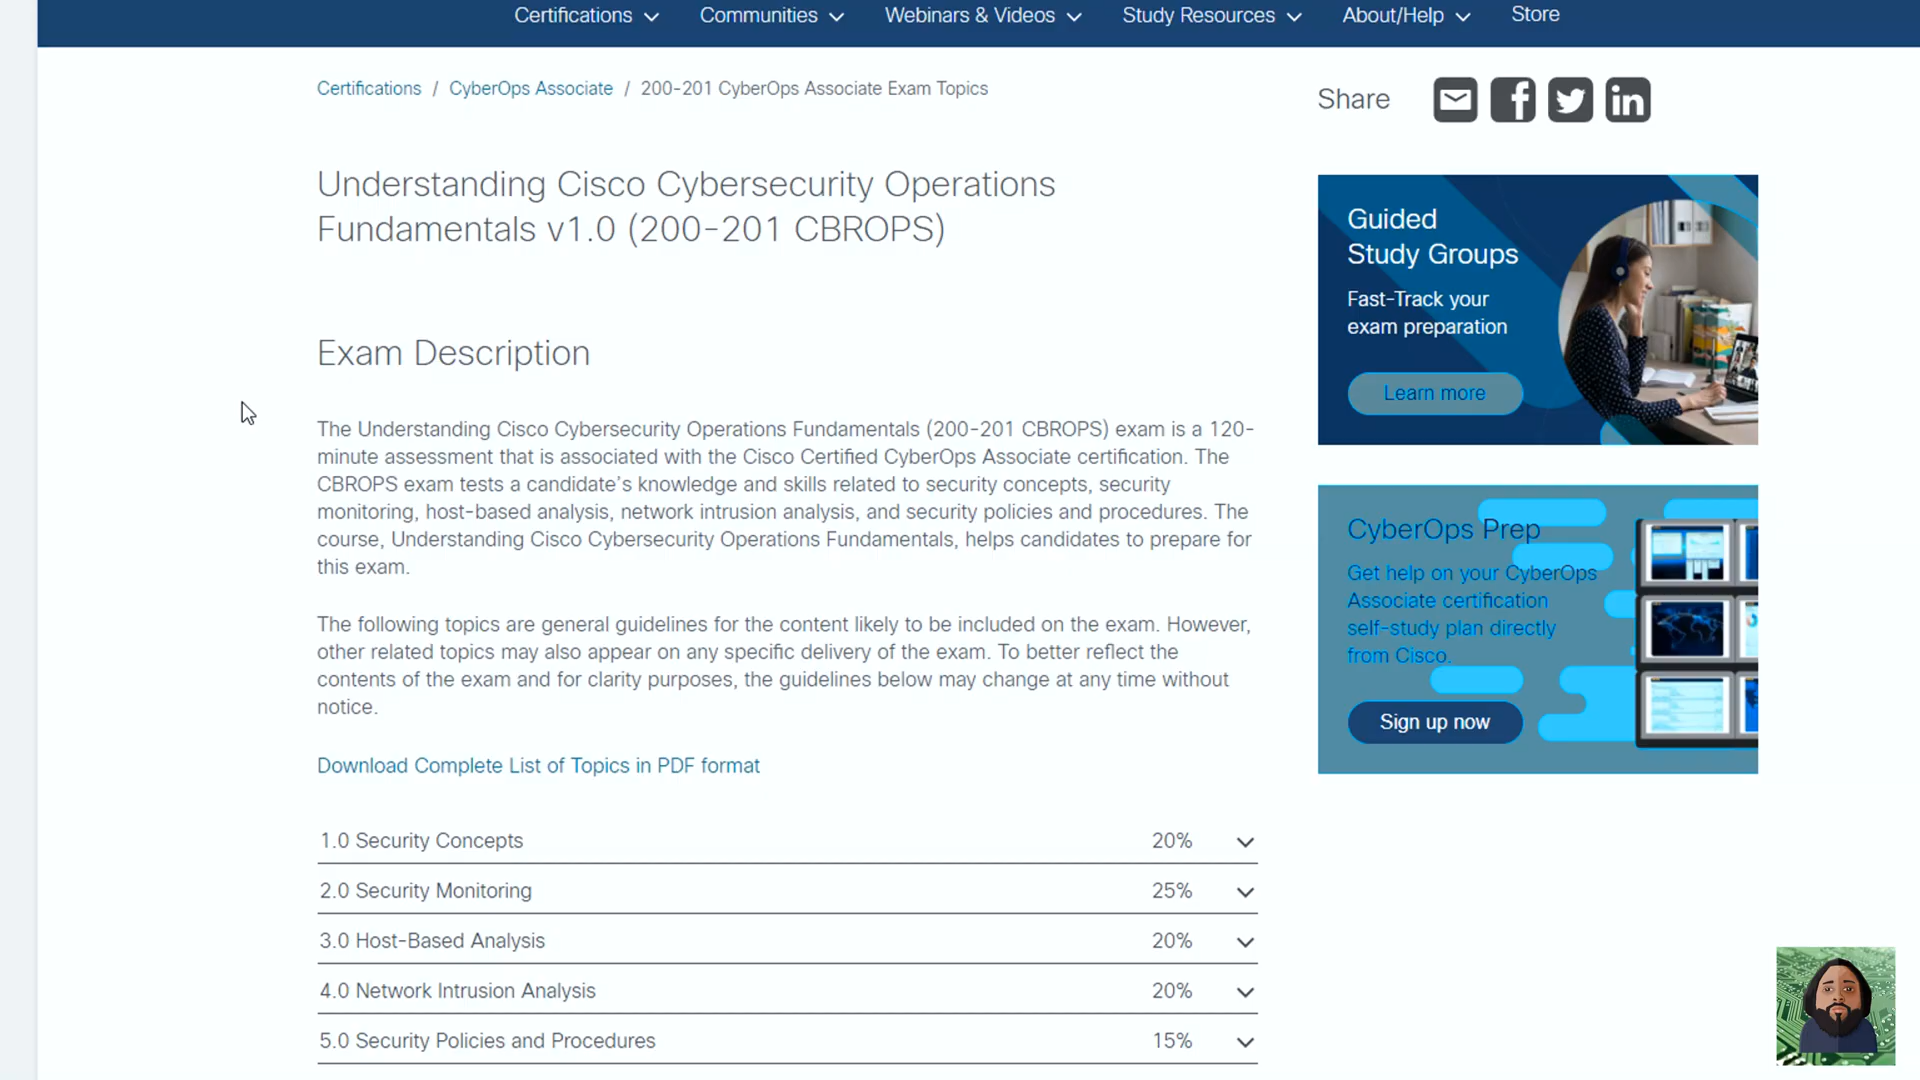 Certifications Communities Webinars & Videos Study Resources About/Help Store
Certifications / CyberOps Associate / 200-201 CyberOps Associate Exam Topics
Share
Understanding Cisco Cybersecurity Operations
Fundamentals v1.0 (200-201 CBROPS)
Exam Description
The Understanding Cisco Cybersecurity Operations Fundamentals (200-201 CBROPS) exam is a 120-
minute assessment that is associated with the Cisco Certified CyberOps Associate certification. The
CBROPS exam tests a candidate's knowledge and skills related to security concepts, security
monitoring, host-based analysis, network intrusion analysis, and security policies and procedures. The
course, Understanding Cisco Cybersecurity Operations Fundamentals, helps candidates to prepare for
this exam.
The following topics are general guidelines for the content likely to be included on the exam. However,
other related topics may also appear on any specific delivery of the exam. To better reflect the
contents of the exam and for clarity purposes, the guidelines below may change at any time without
notice.
Download Complete List of Topics in PDF format
1.0 Security Concepts 20%
2.0 Security Monitoring 25%
3.0 Host-Based Analysis 20%
4.0 Network Intrusion Analysis 20%
5.0 Security Policies and Procedures 15%
Guided
Study Groups
Fast-Track your
exam preparation
Learn more
CyberOps Prep
Get help on your CyberOps
Associate certification
self-study plan directly
from Cisco.
Sign up now